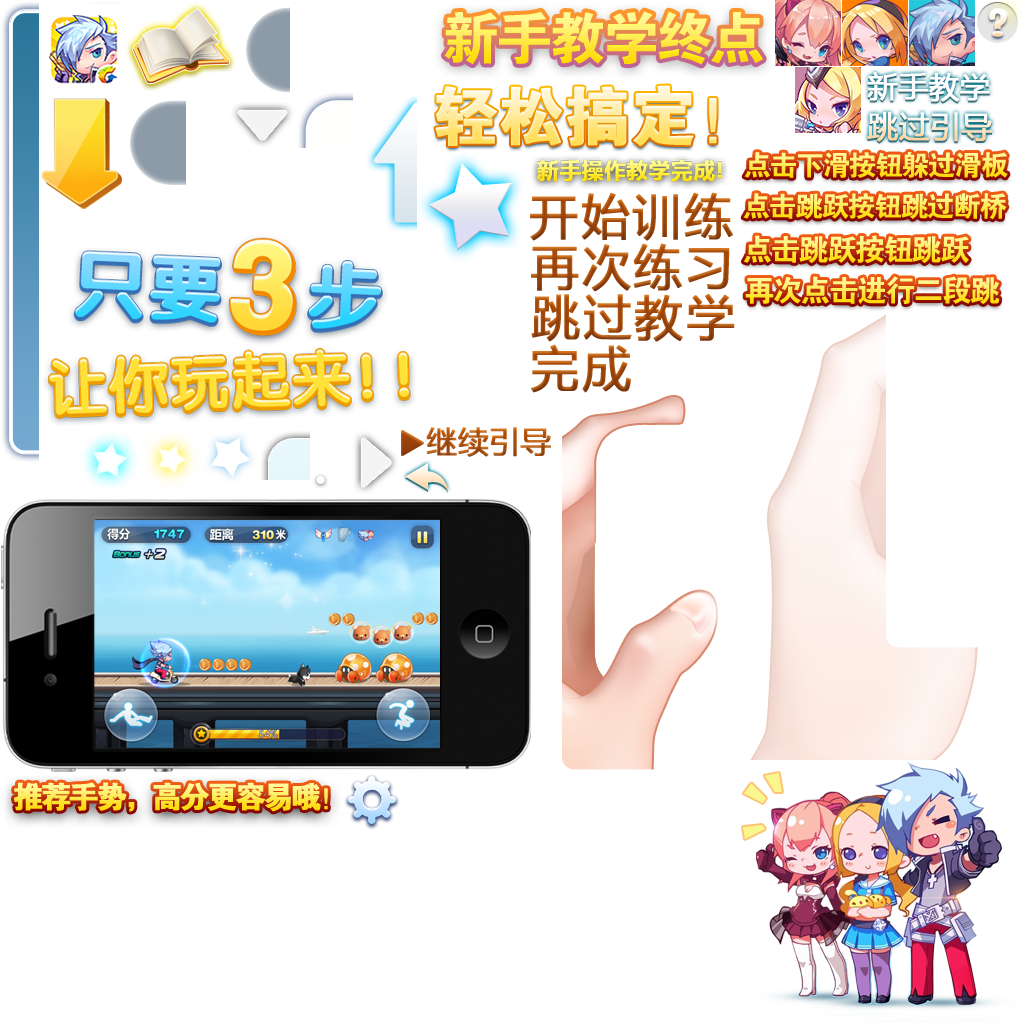 新手教学终点
轻松搞定!
新手操作教学完成!
新手教学
跳过引导
点击下滑按钮躲过滑板
点击跳跃按钮跳过断桥
点击跳跃按钮跳跃
再次点击进行二段跳
开始训练
再次练习
跳过教学
完成
只要3步
让你玩起来!!
继续引导
得分 1747 距离 310米
Bonus +2
推荐手势，高分更容易哦!
?